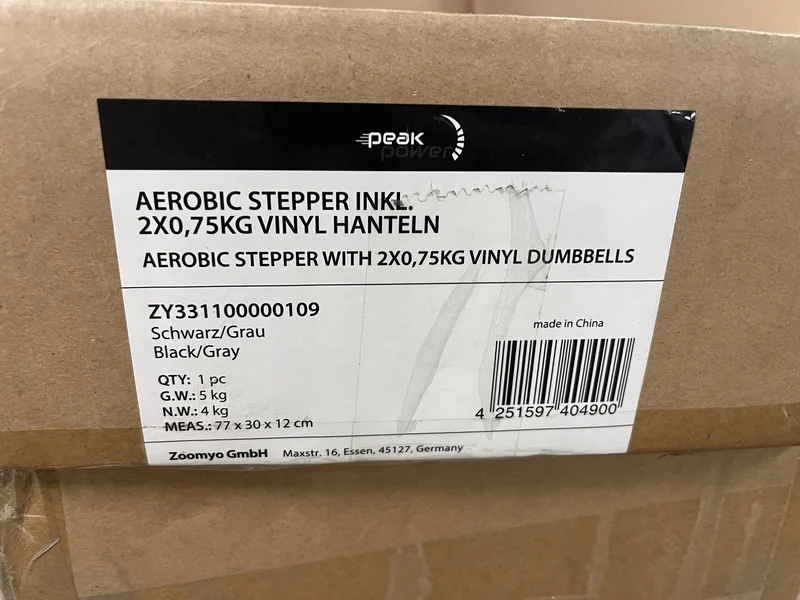 peak
power
AEROBIC STEPPER INKL.
2X0,75KG VINYL HANTELN
AEROBIC STEPPER WITH 2X0,75KG VINYL DUMBBELLS
ZY331100000109
Schwarz/Grau
Black/Gray
made in China
QTY: 1 pc
G.W.: 5 kg
N.W.: 4 kg
MEAS.: 77 x 30 x 12 cm
4 251597 404900
Zoomyo GmbH Maxstr. 16, Essen, 45127, Germany